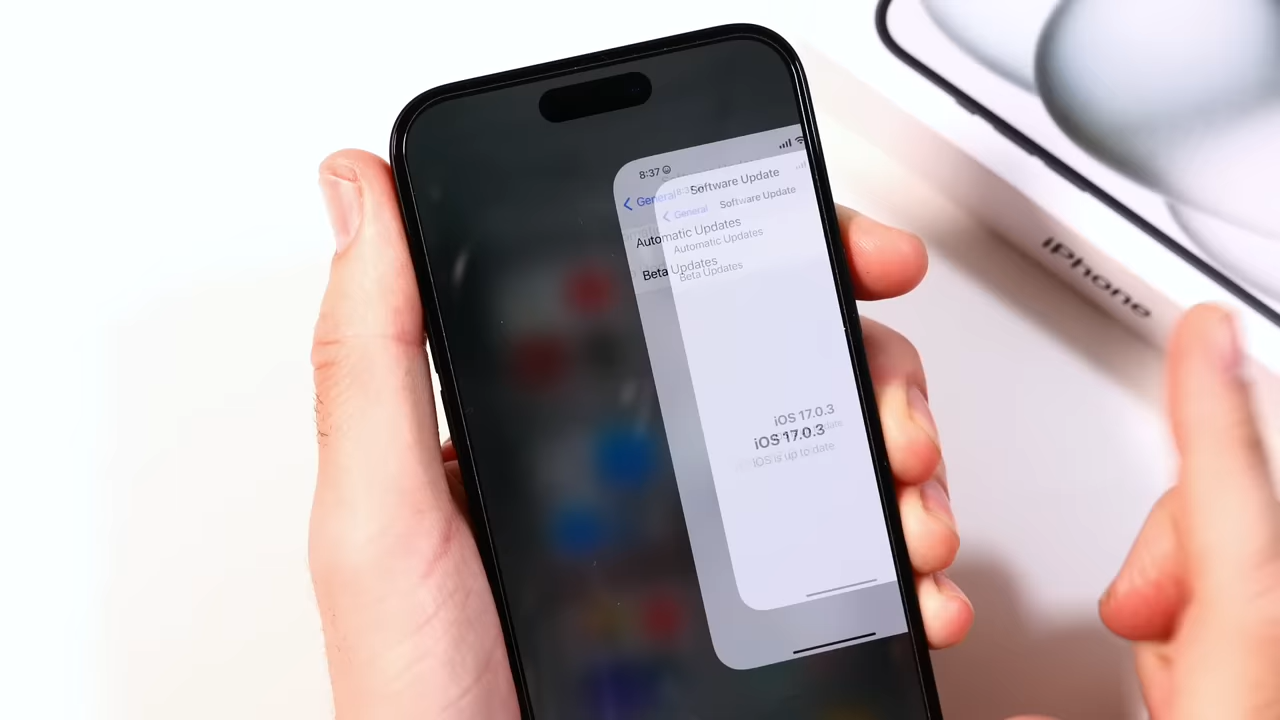 8:37
General
Software Update
General
Software Update
Automatic Updates
Automatic Updates
Beta Updates
Beta Updates
iOS 17.0.3
iOS 17.0.3
iOS is up to date
iPhone